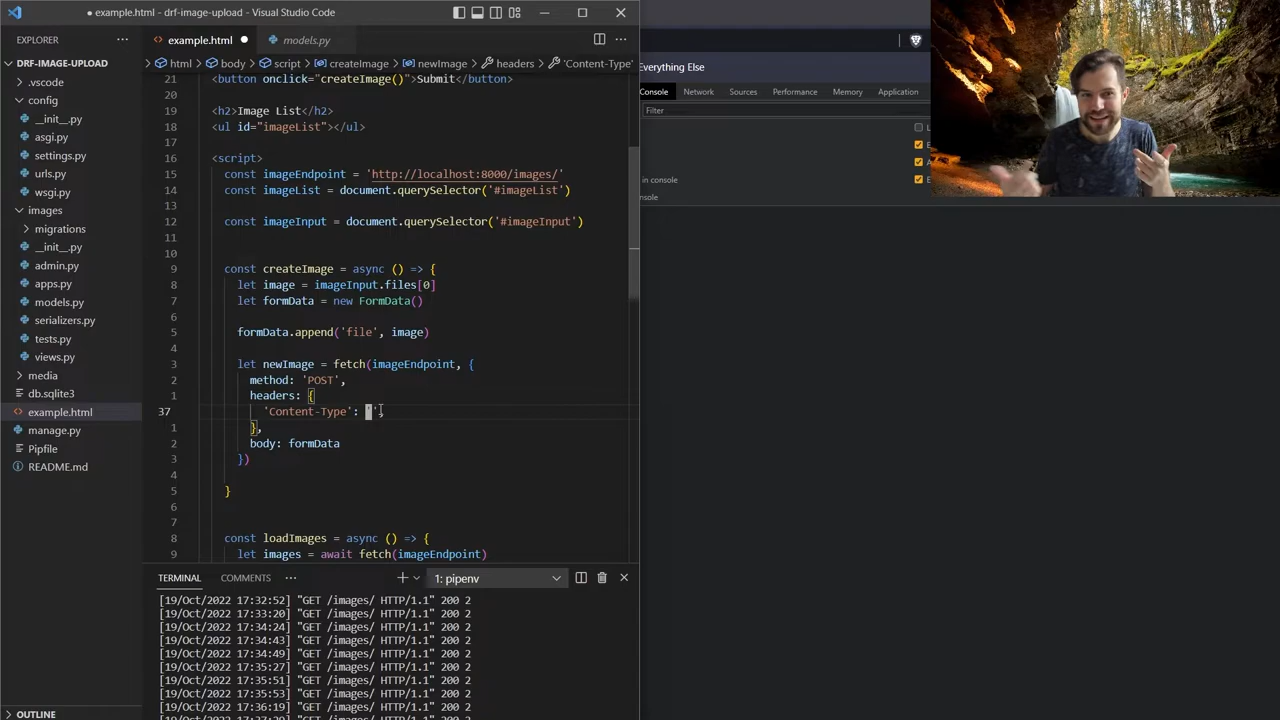 example.html - drf-image-upload - Visual Studio Code
EXPLORER
example.html
models.py
DRF-IMAGE-UPLOAD
html > body > script > createImage > newImage > headers > 'Content-Type'
.vscode
config
__init__.py
asgi.py
settings.py
urls.py
wsgi.py
images
migrations
__init__.py
admin.py
apps.py
models.py
serializers.py
tests.py
views.py
media
db.sqlite3
example.html
manage.py
Pipfile
README.md
OUTLINE
21 <button onclick="createImage()">Submit</button>
20
19 <h2>Image List</h2>
18 <ul id="imageList"></ul>
17
16 <script>
15 const imageEndpoint = 'http://localhost:8000/images/'
14 const imageList = document.querySelector('#imageList')
13
12 const imageInput = document.querySelector('#imageInput')
11
10
9 const createImage = async () => {
8 let image = imageInput.files[0]
7 let formData = new FormData()
6
5 formData.append('file', image)
4
3 let newImage = fetch(imageEndpoint, {
2 method: 'POST',
1 headers: {
37 'Content-Type': '',
1 },
2 body: formData
3 })
4
5 }
6
7
8 const loadImages = async () => {
9 let images = await fetch(imageEndpoint)
TERMINAL
COMMENTS
1: pipenv
[19/Oct/2022 17:32:52] "GET /images/ HTTP/1.1" 200 2
[19/Oct/2022 17:33:20] "GET /images/ HTTP/1.1" 200 2
[19/Oct/2022 17:34:24] "GET /images/ HTTP/1.1" 200 2
[19/Oct/2022 17:34:43] "GET /images/ HTTP/1.1" 200 2
[19/Oct/2022 17:34:49] "GET /images/ HTTP/1.1" 200 2
[19/Oct/2022 17:35:27] "GET /images/ HTTP/1.1" 200 2
[19/Oct/2022 17:35:51] "GET /images/ HTTP/1.1" 200 2
[19/Oct/2022 17:35:53] "GET /images/ HTTP/1.1" 200 2
[19/Oct/2022 17:36:19] "GET /images/ HTTP/1.1" 200 2
Everything Else
Console
Network
Sources
Performance
Memory
Application
Filter
in console